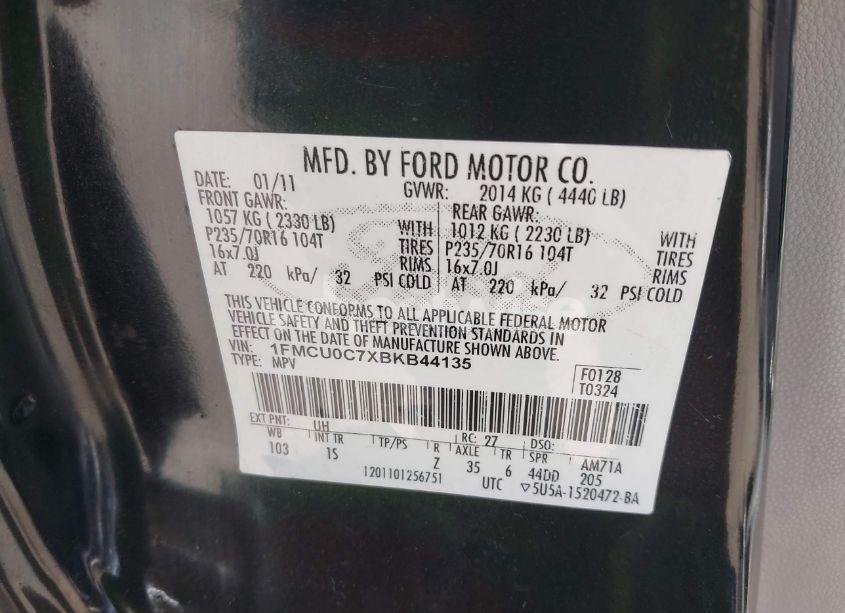 MFD. BY FORD MOTOR CO.
DATE: 01/11 GVWR: 2014 KG ( 4440 LB)
FRONT GAWR: REAR GAWR:
1057 KG ( 2330 LB) WITH 1012 KG ( 2230 LB) WITH
P235/70R16 104T TIRES P235/70R16 104T TIRES
16x7.0J RIMS 16x7.0J RIMS
AT 220 kPa/ 32 PSI COLD AT 220 kPa/ 32 PSI COLD
THIS VEHICLE CONFORMS TO ALL APPLICABLE FEDERAL MOTOR
VEHICLE SAFETY AND THEFT PREVENTION STANDARDS IN
EFFECT ON THE DATE OF MANUFACTURE SHOWN ABOVE.
VIN: 1FMCU0C7XBKB44135
TYPE: MPV
F0128
T0324
EXT PNT: UH RC: 27 DSO:
WB INT TR TP/PS R AXLE TR SPR AM71A
103 1S Z 35 6 44DD 205
1201101256751 UTC ▽5U5A-1520472-BA